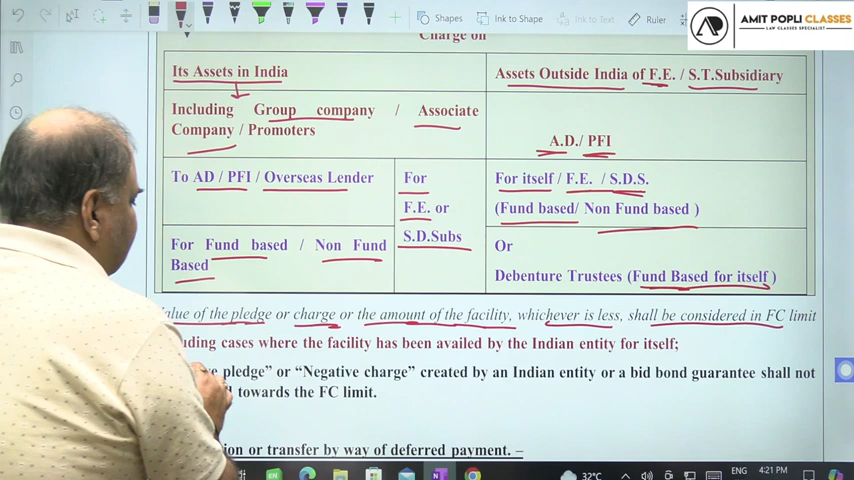 Shapes
Ink to Shape
Ink to Text
Ruler
AMIT POPLI CLASSES
LAW CLASSES SPECIALIST
Charge on
Its Assets in India
Assets Outside India of F.E. / S.T.Subsidiary
Including Group company / Associate
Company / Promoters
A.D./ PFI
To AD / PFI / Overseas Lender
For
F.E. or
S.D.Subs
For itself / F.E. / S.D.S.
(Fund based/ Non Fund based )
For Fund based / Non Fund
Based
Or
Debenture Trustees (Fund Based for itself )
of the pledge or charge or the amount of the facility, whichever is less, shall be considered in FC limit
cases where the facility has been availed by the Indian entity for itself;
pledge” or “Negative charge” created by an Indian entity or a bid bond guarantee shall not
towards the FC limit.
or transfer by way of deferred payment. –
32°C
ENG
4:21 PM